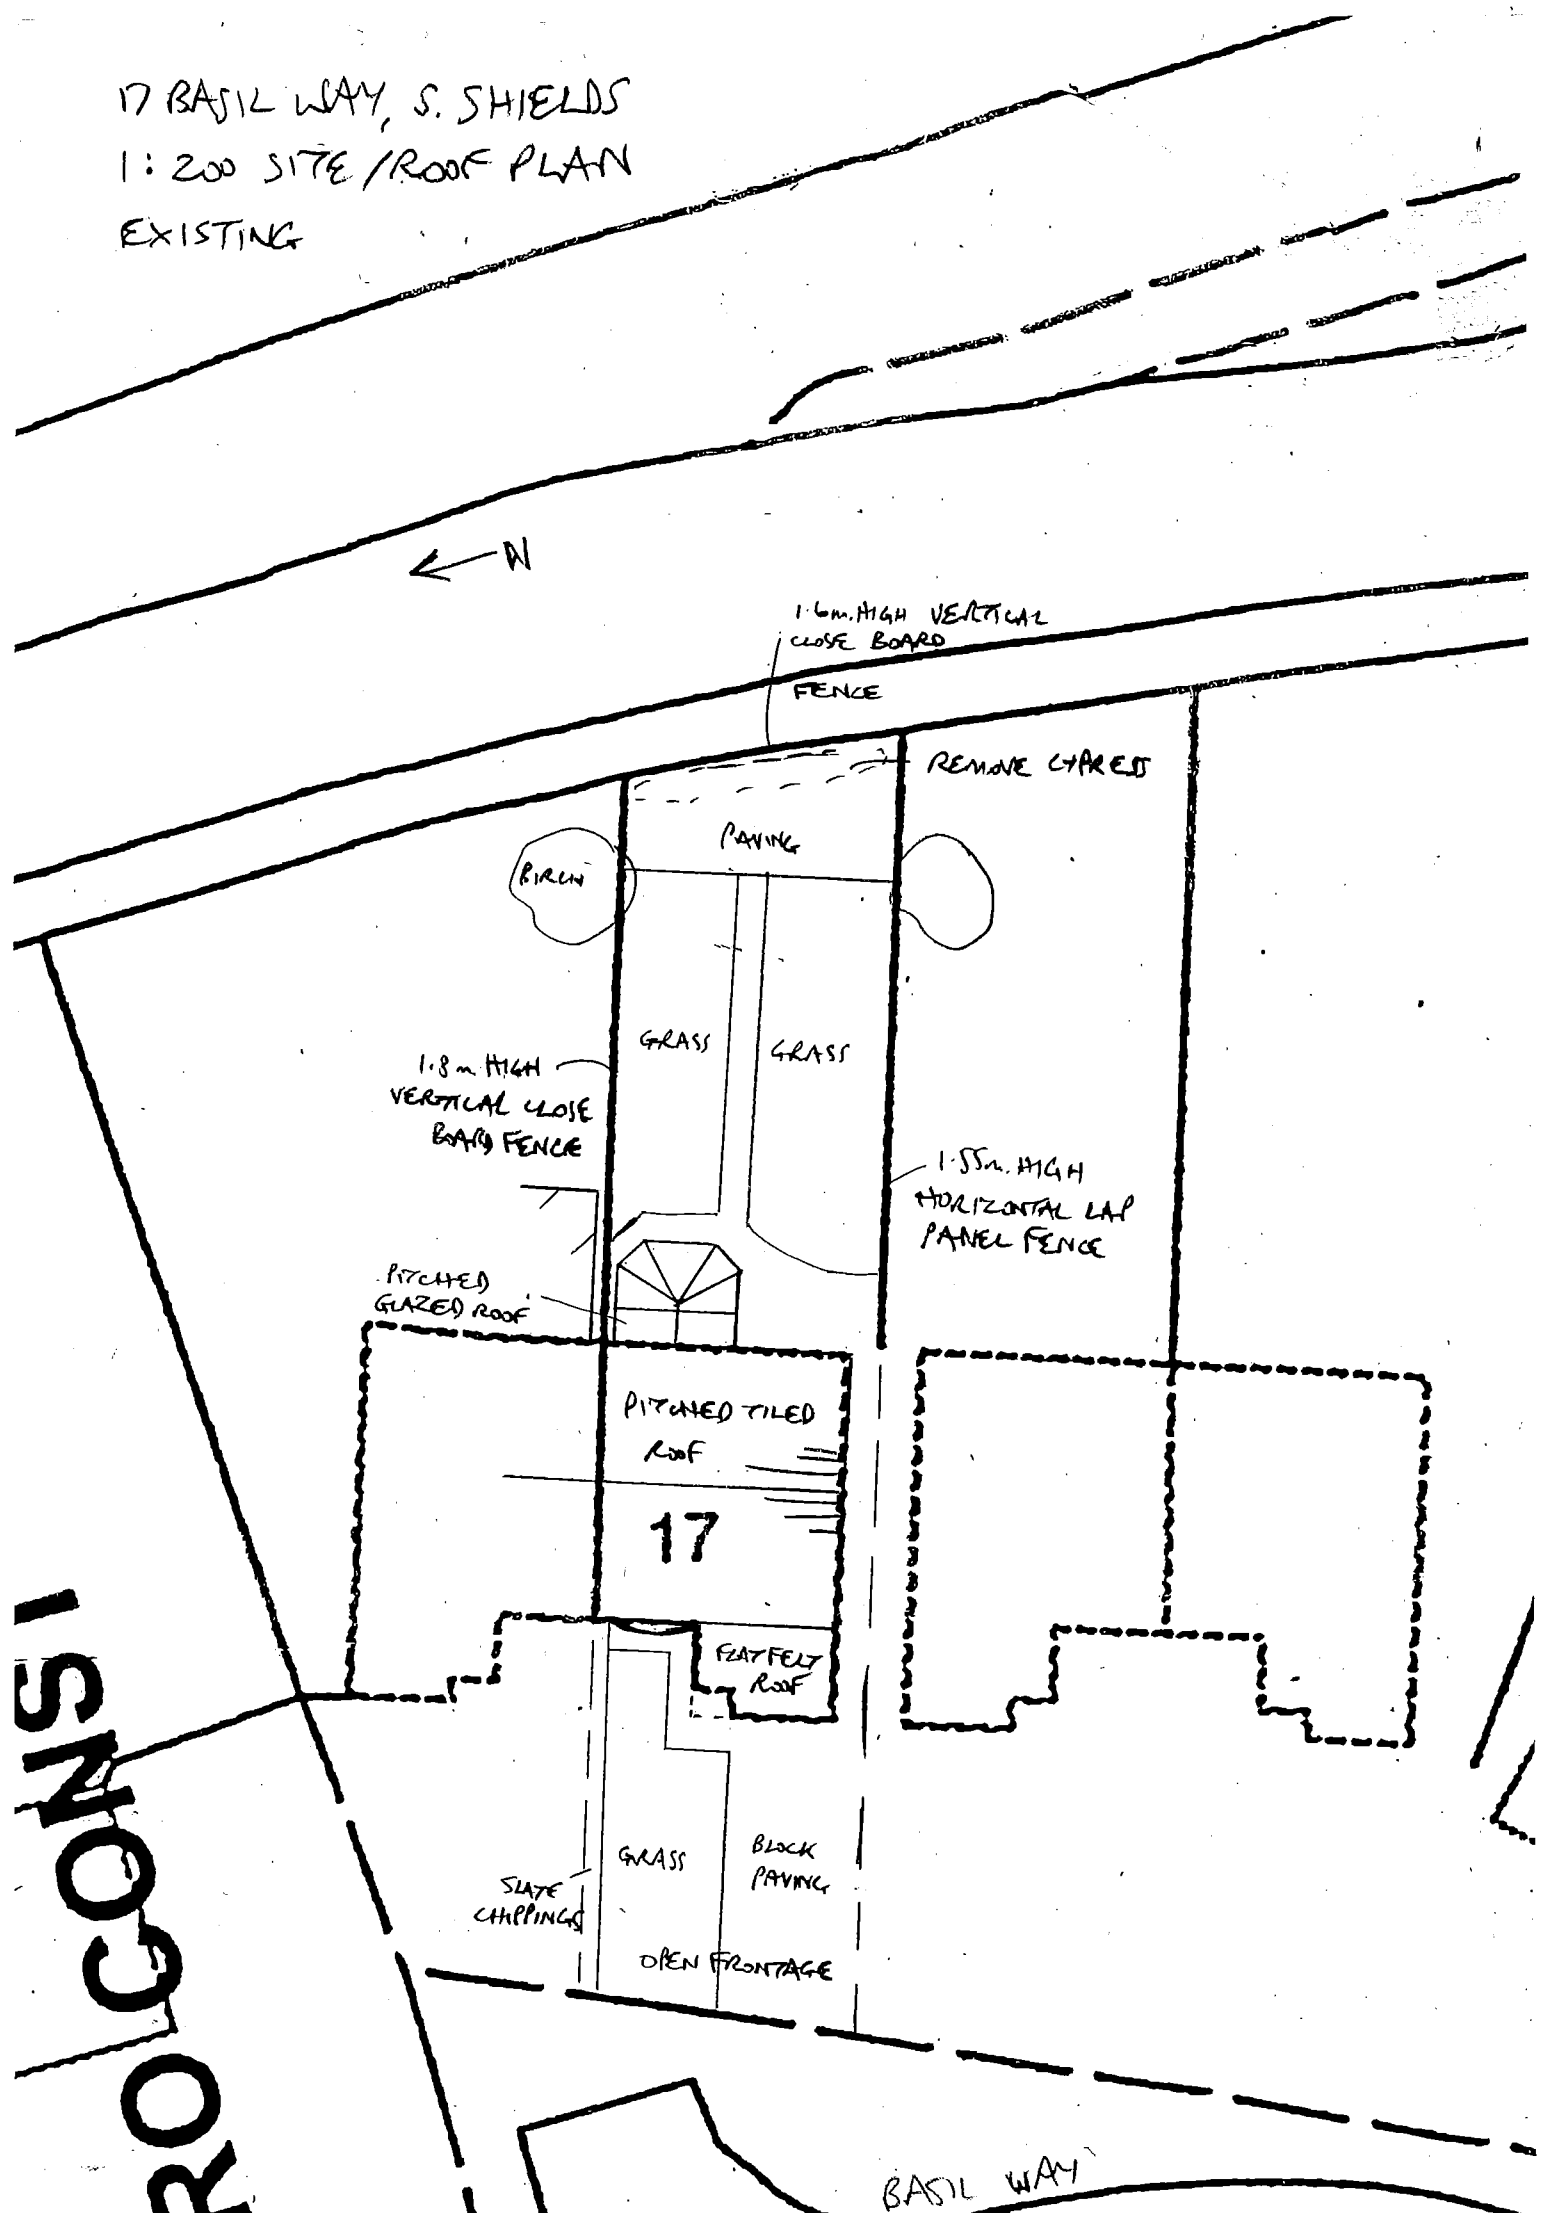 17 BASIL WAY, S. SHIELDS
1:200 SITE/ROOF PLAN
EXISTING
N
1.6m. HIGH VERTICAL
CLOSE BOARD
FENCE
REMOVE CYPRESS
PAVING
BIRCH
GRASS
GRASS
1.8m HIGH
VERTICAL CLOSE
BOARD FENCE
1.55m. HIGH
HORIZONTAL LAP
PANEL FENCE
PITCHED
GLAZED ROOF
PITCHED TILED
ROOF
17
FLAT FELT
ROOF
GRASS
BLOCK
PAVING
SLATE
CHIPPINGS
OPEN FRONTAGE
BASIL WAY
RO CONST